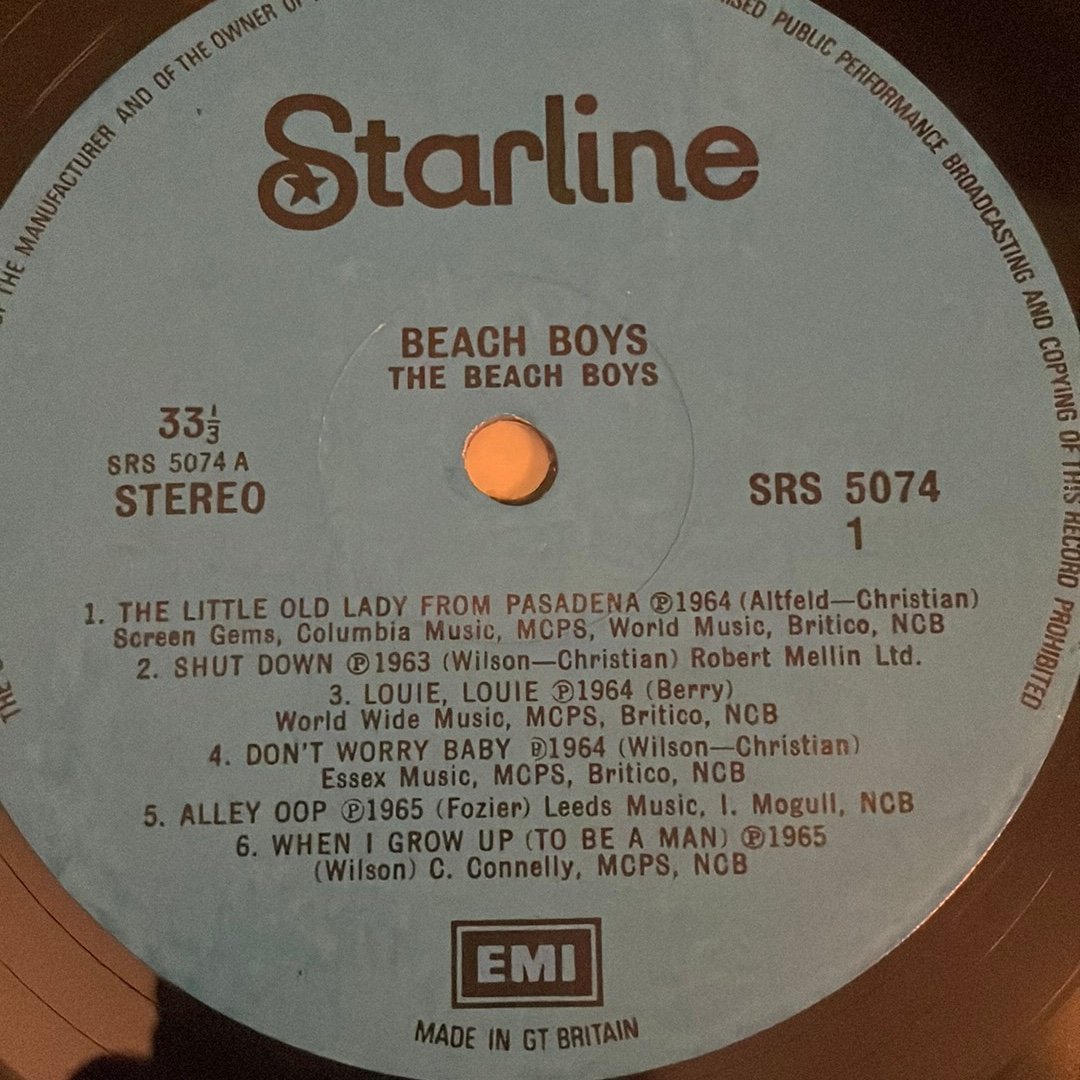 THE MANUFACTURER AND OF THE OWNER OF
PUBLIC PERFORMANCE BROADCASTING AND COPYING OF THIS RECORD PROHIBITED
Starline
BEACH BOYS
THE BEACH BOYS
33⅓
SRS 5074 A
STEREO
SRS 5074
1
1. THE LITTLE OLD LADY FROM PASADENA ℗1964 (Altfeld—Christian)
Screen Gems, Columbia Music, MCPS, World Music, Britico, NCB
2. SHUT DOWN ℗1963 (Wilson—Christian) Robert Mellin Ltd.
3. LOUIE, LOUIE ℗1964 (Berry)
World Wide Music, MCPS, Britico, NCB
4. DON'T WORRY BABY ℗1964 (Wilson—Christian)
Essex Music, MCPS, Britico, NCB
5. ALLEY OOP ℗1965 (Fozier) Leeds Music, I. Mogull, NCB
6. WHEN I GROW UP (TO BE A MAN) ℗1965
(Wilson) C. Connelly, MCPS, NCB
EMI
MADE IN GT BRITAIN